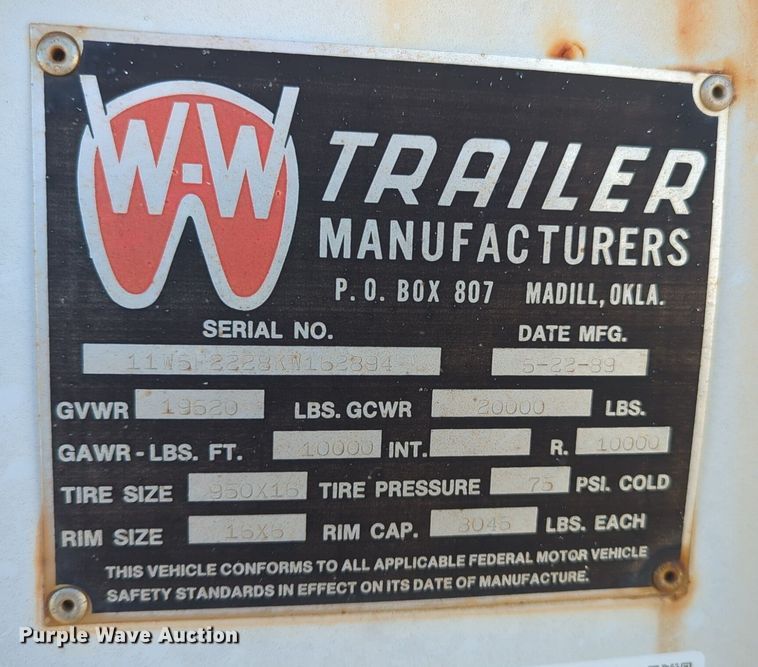 W-W TRAILER
MANUFACTURERS
P. O. BOX 807 MADILL, OKLA.
SERIAL NO. DATE MFG.
5-22-89
GVWR 19520 LBS. GCWR 20000 LBS.
GAWR - LBS. FT. 10000 INT. R. 10000
TIRE SIZE 950X16 TIRE PRESSURE 75 PSI. COLD
RIM SIZE 16X6 RIM CAP. 3045 LBS. EACH
THIS VEHICLE CONFORMS TO ALL APPLICABLE FEDERAL MOTOR VEHICLE
SAFETY STANDARDS IN EFFECT ON ITS DATE OF MANUFACTURE.
Purple Wave Auction